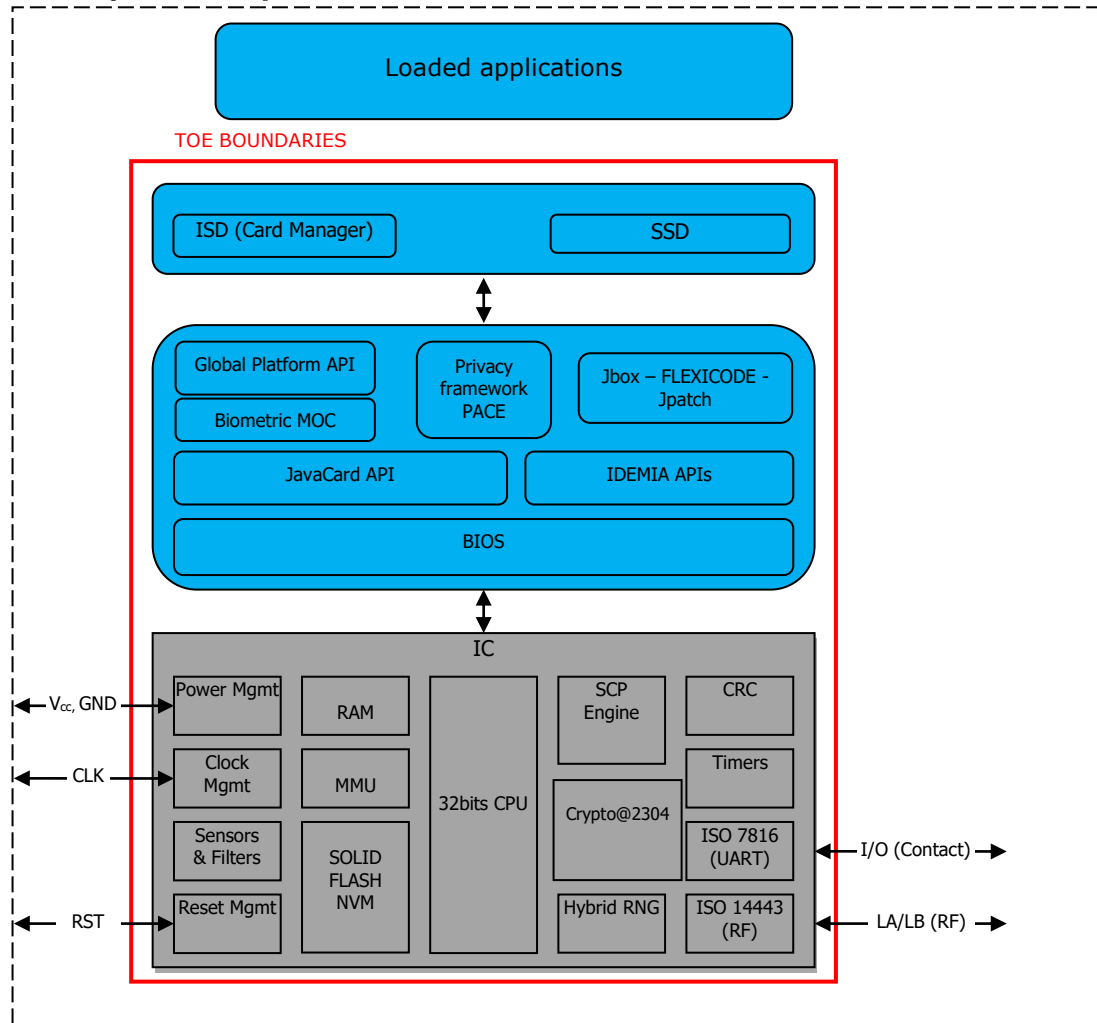 Loaded applications
TOE BOUNDARIES
ISD (Card Manager)
SSD
Global Platform API
Privacy
framework
PACE
Jbox – FLEXICODE -
Jpatch
Biometric MOC
JavaCard API
IDEMIA APIs
BIOS
IC
Power Mgmt
RAM
32bits CPU
SCP
Engine
CRC
Vcc, GND
Clock
Mgmt
MMU
Timers
CLK
Crypto@2304
Sensors
& Filters
SOLID
FLASH
NVM
ISO 7816
(UART)
I/O (Contact)
Reset Mgmt
Hybrid RNG
ISO 14443
(RF)
RST
LA/LB (RF)